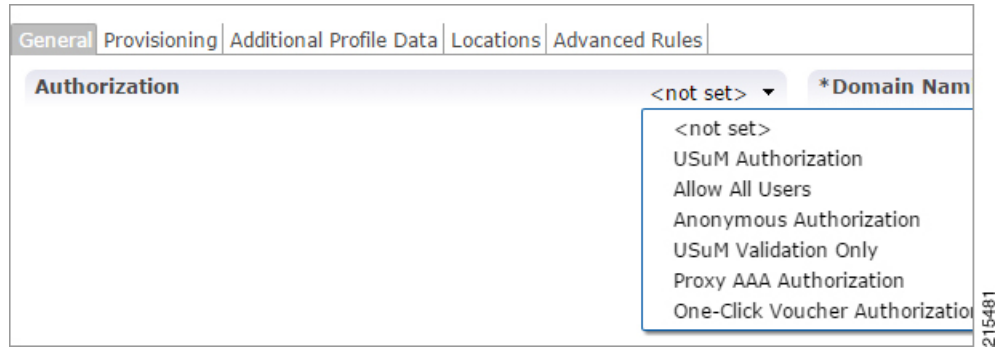 General Provisioning Additional Profile Data Locations Advanced Rules
Authorization <not set> *Domain Nam
<not set>
USuM Authorization
Allow All Users
Anonymous Authorization
USuM Validation Only
Proxy AAA Authorization
One-Click Voucher Authorization
215481